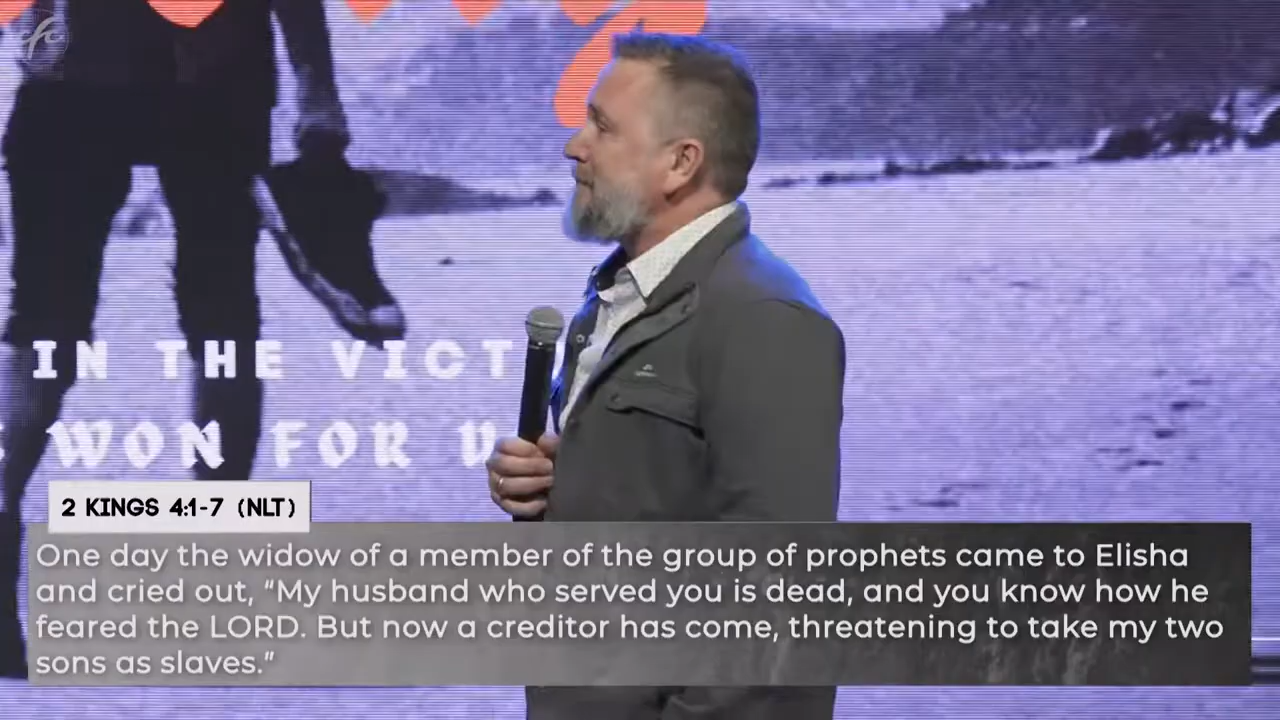 cfc
IN THE VICT
WON FOR U
2 KINGS 4:1-7 (NLT)
One day the widow of a member of the group of prophets came to Elisha
and cried out, “My husband who served you is dead, and you know how he
feared the LORD. But now a creditor has come, threatening to take my two
sons as slaves.”